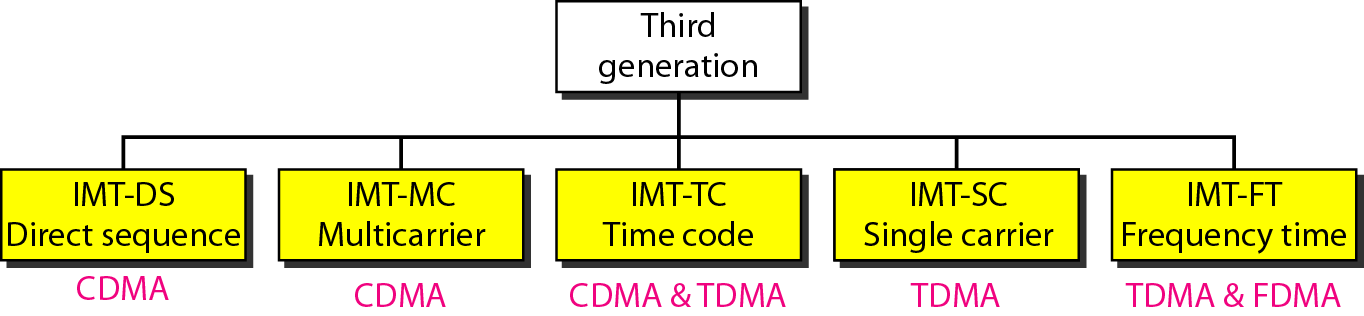 Third
generation
IMT-DS
Direct sequence
CDMA
IMT-MC
Multicarrier
CDMA
IMT-TC
Time code
CDMA & TDMA
IMT-SC
Single carrier
TDMA
IMT-FT
Frequency time
TDMA & FDMA